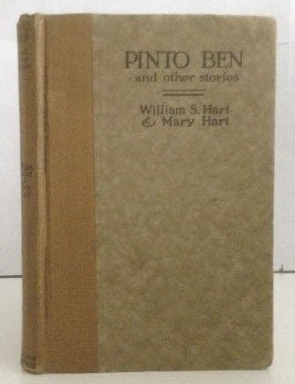 PINTO BEN
- and other stories
William S. Hart
& Mary Hart